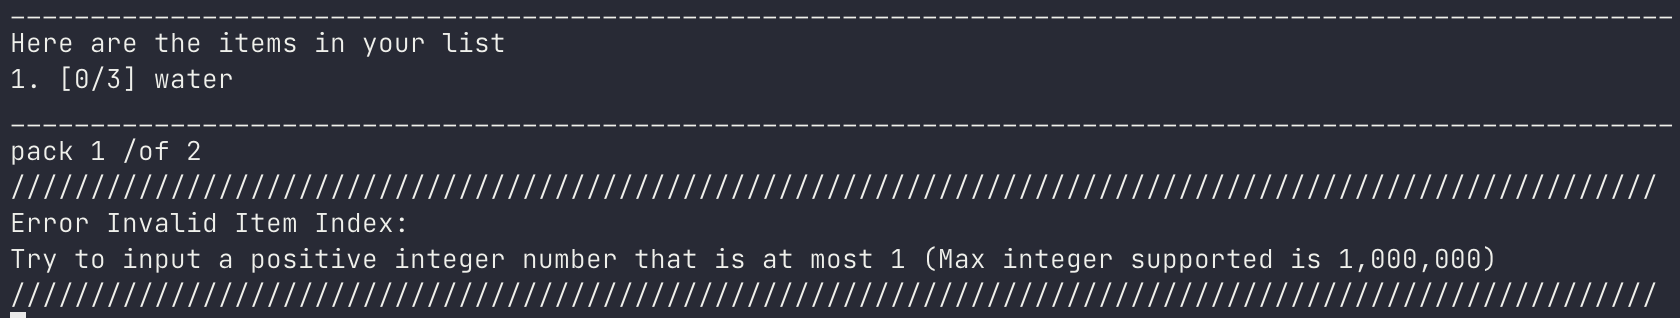 Here are the items in your list
1. [0/3] water
pack 1 /of 2
////////////////////////////////////////////////////////////////////////////////////////////////////////
Error Invalid Item Index:
Try to input a positive integer number that is at most 1 (Max integer supported is 1,000,000)
////////////////////////////////////////////////////////////////////////////////////////////////////////